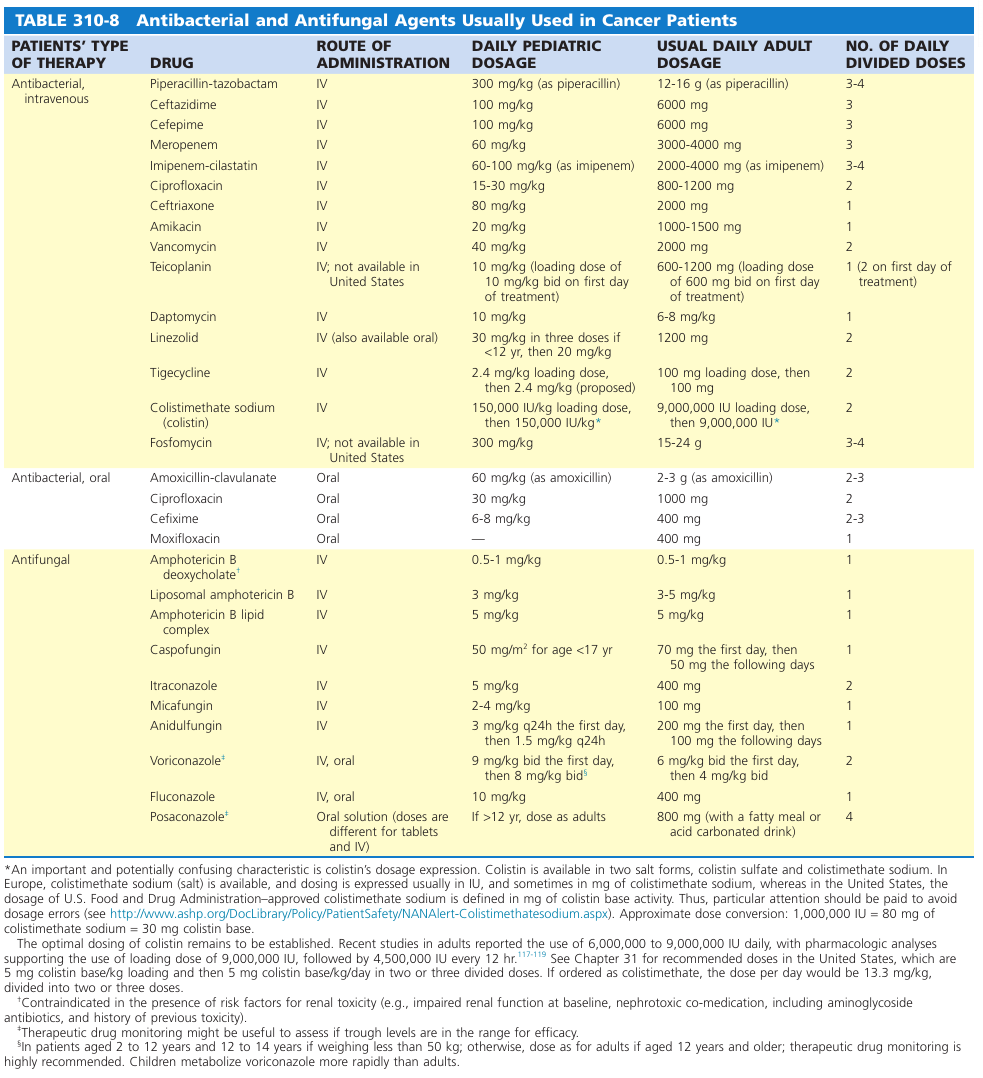 TABLE 310-8 Antibacterial and Antifungal Agents Usually Used in Cancer Patients
PATIENTS' TYPE OF THERAPY | DRUG | ROUTE OF ADMINISTRATION | DAILY PEDIATRIC DOSAGE | USUAL DAILY ADULT DOSAGE | NO. OF DAILY DIVIDED DOSES
Antibacterial, intravenous | Piperacillin-tazobactam | IV | 300 mg/kg (as piperacillin) | 12-16 g (as piperacillin) | 3-4
Ceftazidime | IV | 100 mg/kg | 6000 mg | 3
Cefepime | IV | 100 mg/kg | 6000 mg | 3
Meropenem | IV | 60 mg/kg | 3000-4000 mg | 3
Imipenem-cilastatin | IV | 60-100 mg/kg (as imipenem) | 2000-4000 mg (as imipenem) | 3-4
Ciprofloxacin | IV | 15-30 mg/kg | 800-1200 mg | 2
Ceftriaxone | IV | 80 mg/kg | 2000 mg | 1
Amikacin | IV | 20 mg/kg | 1000-1500 mg | 1
Vancomycin | IV | 40 mg/kg | 2000 mg | 2
Teicoplanin | IV; not available in United States | 10 mg/kg (loading dose of 10 mg/kg bid on first day of treatment) | 600-1200 mg (loading dose of 600 mg bid on first day of treatment) | 1 (2 on first day of treatment)
Daptomycin | IV | 10 mg/kg | 6-8 mg/kg | 1
Linezolid | IV (also available oral) | 30 mg/kg in three doses if <12 yr, then 20 mg/kg | 1200 mg | 2
Tigecycline | IV | 2.4 mg/kg loading dose, then 2.4 mg/kg (proposed) | 100 mg loading dose, then 100 mg | 2
Colistimethate sodium (colistin) | IV | 150,000 IU/kg loading dose, then 150,000 IU/kg* | 9,000,000 IU loading dose, then 9,000,000 IU* | 2
Fosfomycin | IV; not available in United States | 300 mg/kg | 15-24 g | 3-4
Antibacterial, oral | Amoxicillin-clavulanate | Oral | 60 mg/kg (as amoxicillin) | 2-3 g (as amoxicillin) | 2-3
Ciprofloxacin | Oral | 30 mg/kg | 1000 mg | 2
Cefixime | Oral | 6-8 mg/kg | 400 mg | 2-3
Moxifloxacin | Oral | — | 400 mg | 1
Antifungal | Amphotericin B deoxycholate† | IV | 0.5-1 mg/kg | 0.5-1 mg/kg | 1
Liposomal amphotericin B | IV | 3 mg/kg | 3-5 mg/kg | 1
Amphotericin B lipid complex | IV | 5 mg/kg | 5 mg/kg | 1
Caspofungin | IV | 50 mg/m² for age <17 yr | 70 mg the first day, then 50 mg the following days | 1
Itraconazole | IV | 5 mg/kg | 400 mg | 2
Micafungin | IV | 2-4 mg/kg | 100 mg | 1
Anidulfungin | IV | 3 mg/kg q24h the first day, then 1.5 mg/kg q24h | 200 mg the first day, then 100 mg the following days | 1
Voriconazole‡ | IV, oral | 9 mg/kg bid the first day, then 8 mg/kg bid§ | 6 mg/kg bid the first day, then 4 mg/kg bid | 2
Fluconazole | IV, oral | 10 mg/kg | 400 mg | 1
Posaconazole‡ | Oral solution (doses are different for tablets and IV) | If >12 yr, dose as adults | 800 mg (with a fatty meal or acid carbonated drink) | 4
*An important and potentially confusing characteristic is colistin's dosage expression. Colistin is available in two salt forms, colistin sulfate and colistimethate sodium. In
Europe, colistimethate sodium (salt) is available, and dosing is expressed usually in IU, and sometimes in mg of colistimethate sodium, whereas in the United States, the
dosage of U.S. Food and Drug Administration–approved colistimethate sodium is defined in mg of colistin base activity. Thus, particular attention should be paid to avoid
dosage errors (see http://www.ashp.org/DocLibrary/Policy/PatientSafety/NANAlert-Colistimethatesodium.aspx). Approximate dose conversion: 1,000,000 IU = 80 mg of
colistimethate sodium = 30 mg colistin base.
The optimal dosing of colistin remains to be established. Recent studies in adults reported the use of 6,000,000 to 9,000,000 IU daily, with pharmacologic analyses
supporting the use of loading dose of 9,000,000 IU, followed by 4,500,000 IU every 12 hr.117-119 See Chapter 31 for recommended doses in the United States, which are
5 mg colistin base/kg loading and then 5 mg colistin base/kg/day in two or three divided doses. If ordered as colistimethate, the dose per day would be 13.3 mg/kg,
divided into two or three doses.
†Contraindicated in the presence of risk factors for renal toxicity (e.g., impaired renal function at baseline, nephrotoxic co-medication, including aminoglycoside
antibiotics, and history of previous toxicity).
‡Therapeutic drug monitoring might be useful to assess if trough levels are in the range for efficacy.
§In patients aged 2 to 12 years and 12 to 14 years if weighing less than 50 kg; otherwise, dose as for adults if aged 12 years and older; therapeutic drug monitoring is
highly recommended. Children metabolize voriconazole more rapidly than adults.